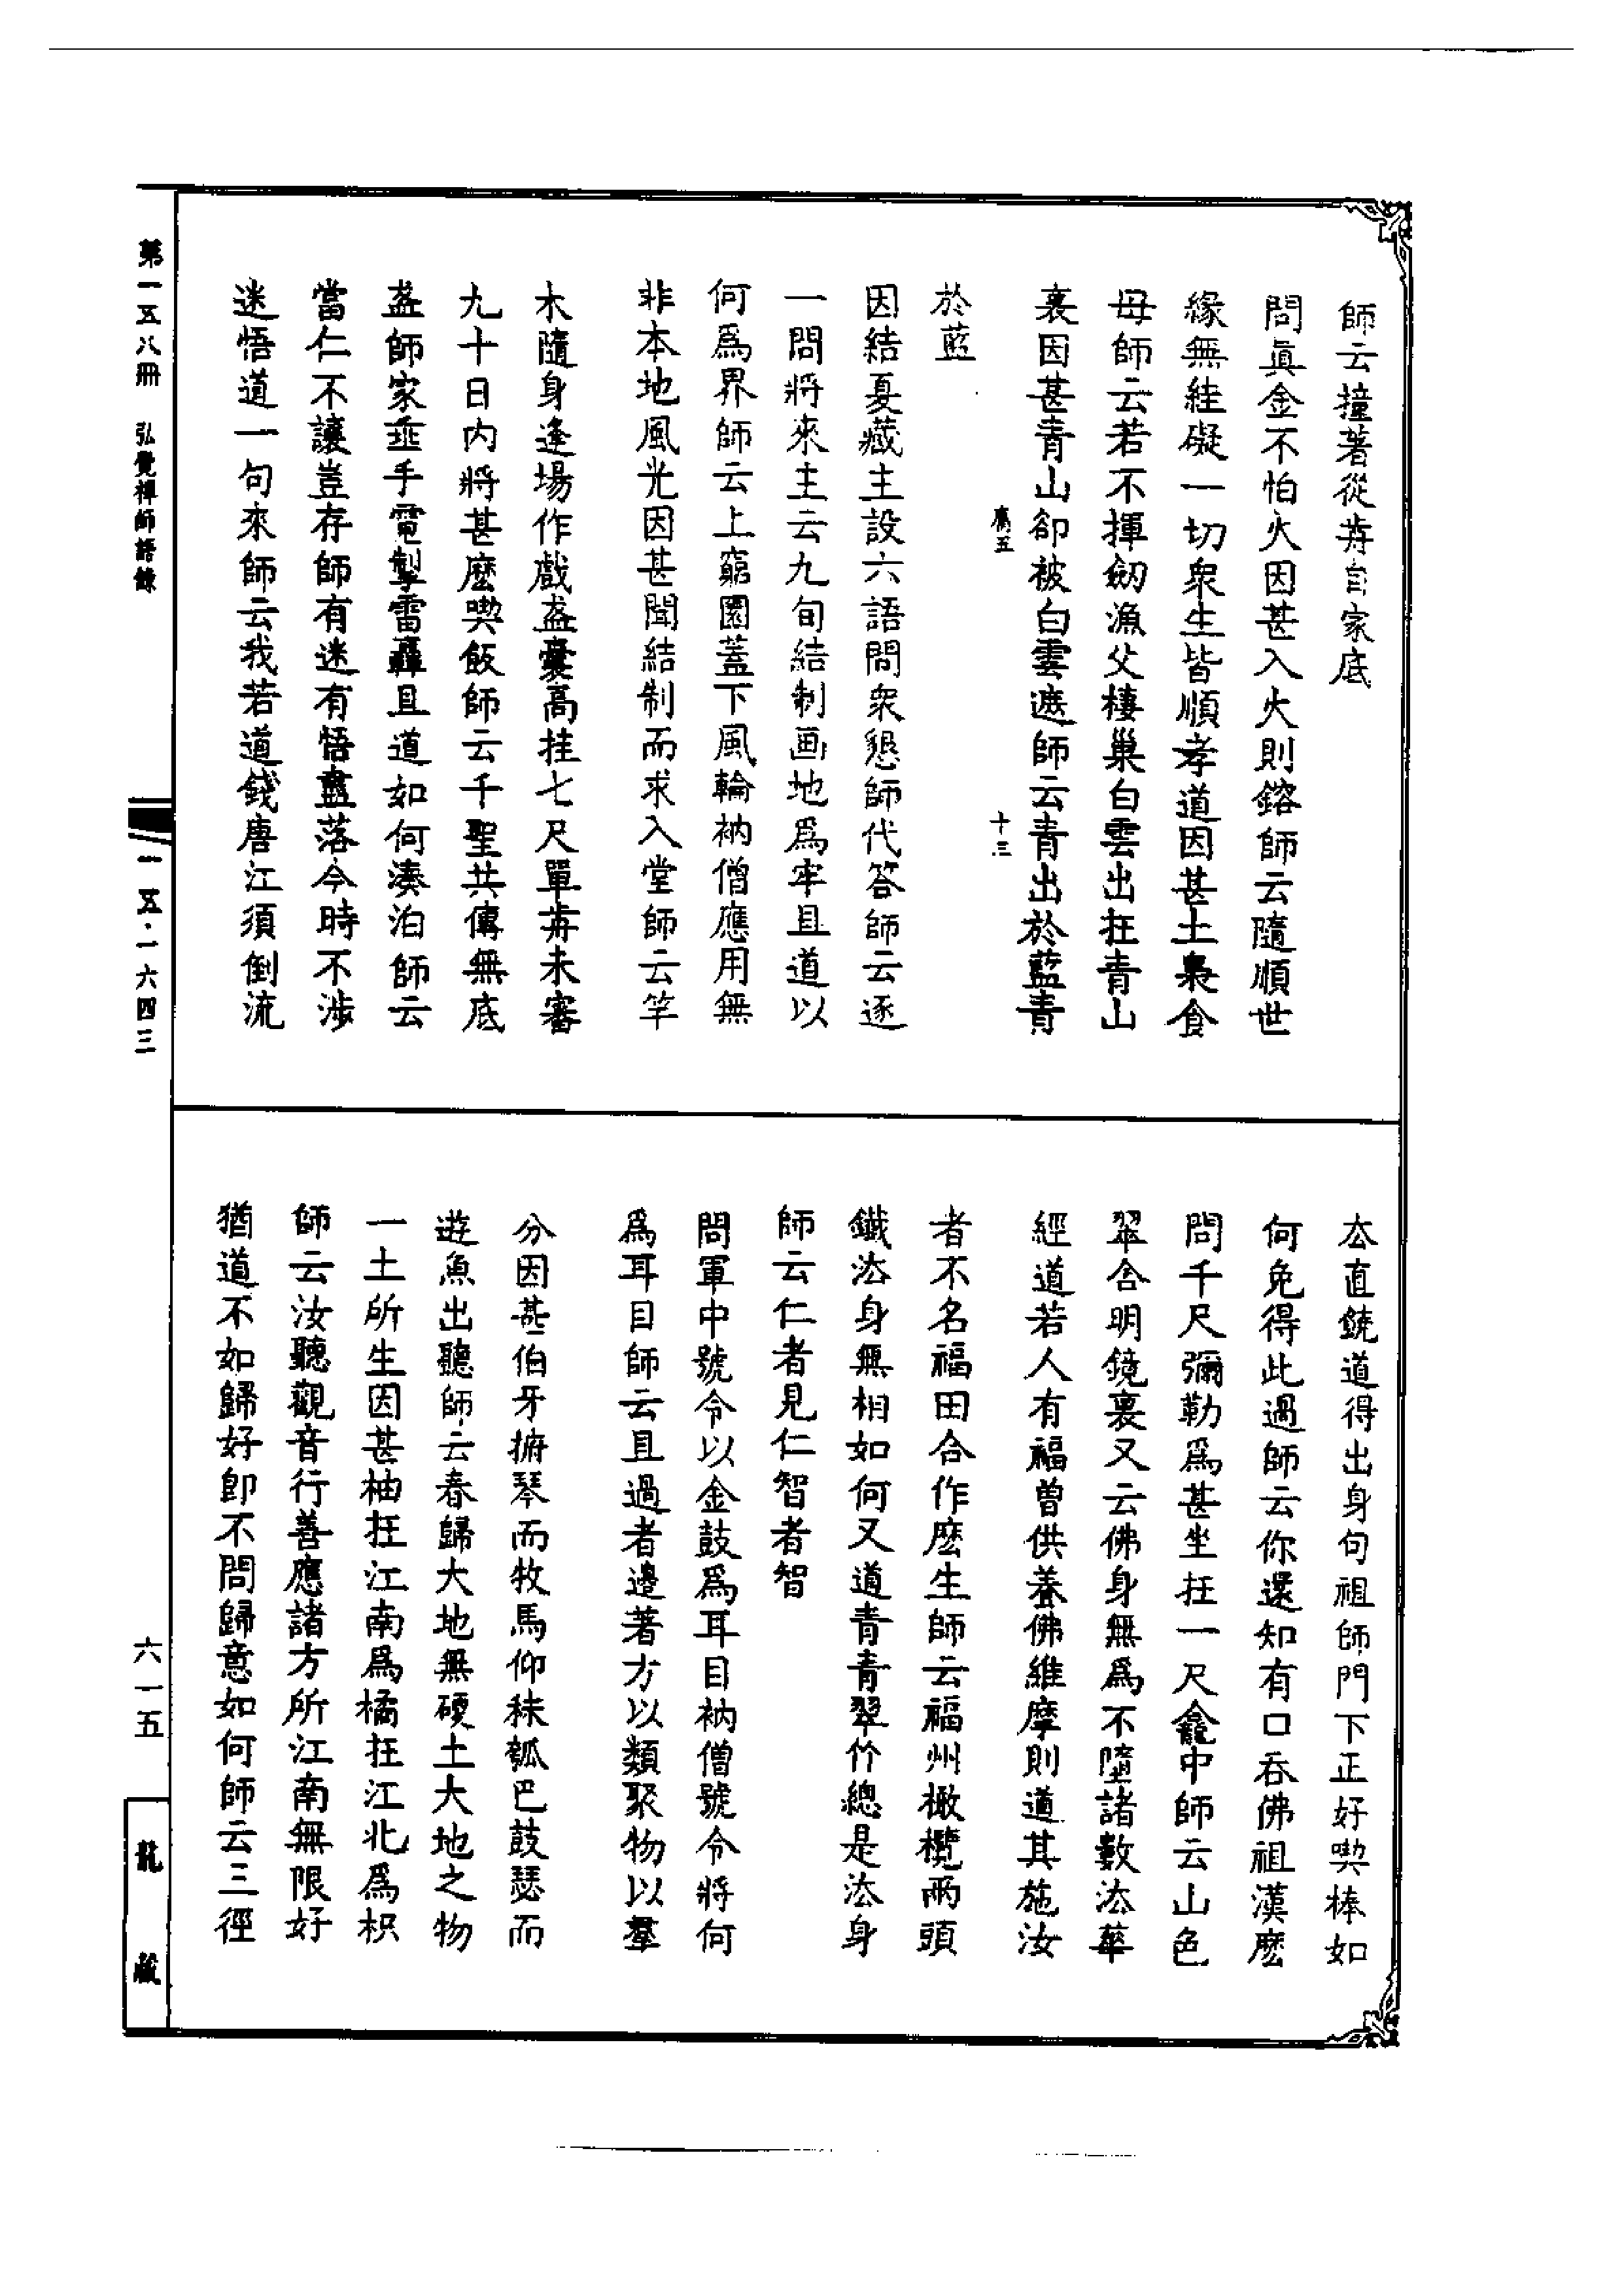 師云撞著從莽自家底
問眞金不怕火因甚入火則鎔師云隨順世
緣無絓礙一切衆生皆順孝道因甚土梟食
母師云若不揮劒漁父棲巢白雲出在青山
裏因甚青山卻被白雲遮師云青出於藍青
五
十三
於藍
因結夏藏主設六語問衆懇師代答師云逐
一問將來主云九旬結制画地爲牢且道以
何爲界師云上窮圓蓋下風輪衲僧應用無
非本地風光因甚聞結制而求入堂師云竿
木隨身逢場作戲盋囊高挂七尺單前未審
九十日內將甚麽喫飯師云千聖共傳無底
盋師家垂手電掣雷轟且道如何湊泊師云
當仁不讓豈存師有迷有悟盡落今時不涉
迷悟道一句來師云我若道錢唐江須倒流
去直饒道得出身句祖師門下正好喫棒如
何免得此過師云你還知有口吞佛祖漢麽
問千尺彌勒爲甚坐在一尺龕中師云山色
翠含明鏡裏又云佛身無爲不墮諸數法華
經道若人有福曾供養佛維摩則道其施汝
者不名福田合作麽生師云福州橄欖兩頭
鐵法身無相如何又道青青翠竹總是法身
師云仁者見仁智者智
問軍中號令以金鼓爲耳目衲僧號令將何
爲耳目師云且過者邊著方以類聚物以羣
分因甚伯牙撫琴而牧馬仰秣瓠巴鼓瑟而
遊魚出聽師云春歸大地無硬土大地之物
一土所生因甚柚在江南爲橘在江北爲枳
師云汝聽觀音行善應諸方所江南無限好
猶道不如歸好卽不問歸意如何師云三徑
第一五八冊　弘覺禪師語錄
一五·一六四三
六一五
龍藏